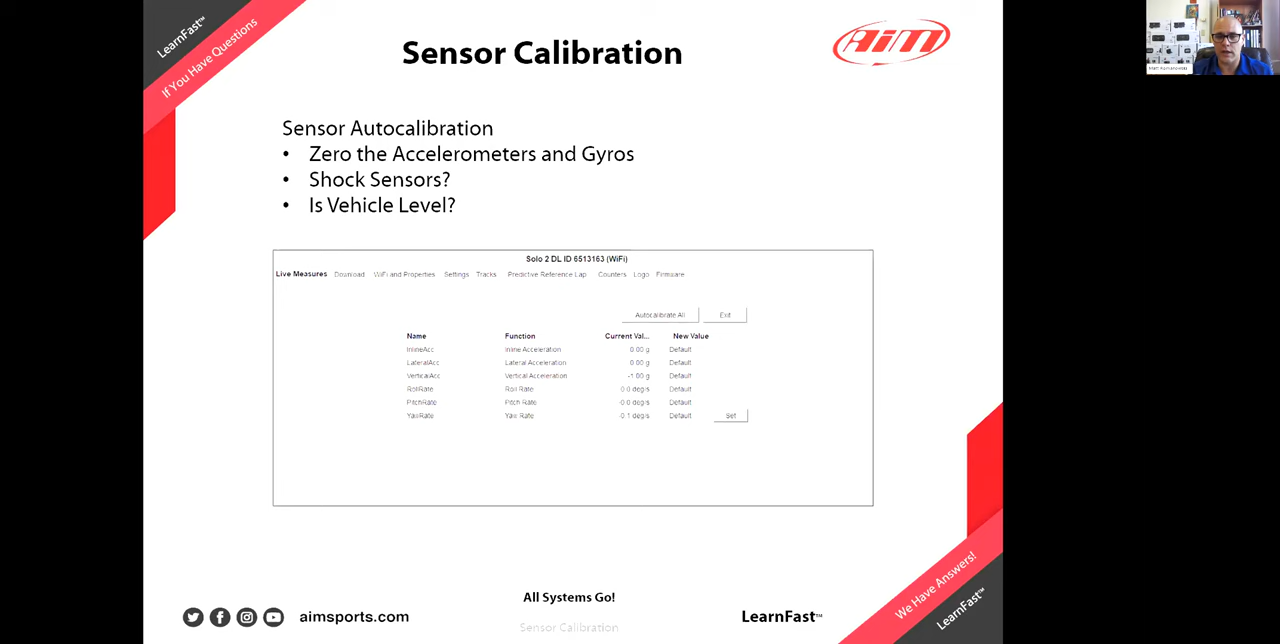 LearnFast™
If You Have Questions
Sensor Calibration
AiM
Sensor Autocalibration
• Zero the Accelerometers and Gyros
• Shock Sensors?
• Is Vehicle Level?
Solo 2 DL ID 6513163 (WiFi)
Live Measures Download WiFi and Properties Settings Tracks Predictive Reference Lap Counters Logo Firmware
Autocalibrate All Exit
Name Function Current Val... New Value
InlineAcc Inline Acceleration 0.00 g Default
LateralAcc Lateral Acceleration 0.00 g Default
VerticalAcc Vertical Acceleration -1.00 g Default
RollRate Roll Rate 0.0 deg/s Default
PitchRate Pitch Rate 0.0 deg/s Default
YawRate Yaw Rate -0.1 deg/s Default Set
We Have Answers!
LearnFast™
All Systems Go!
aimsports.com
LearnFast™
Sensor Calibration